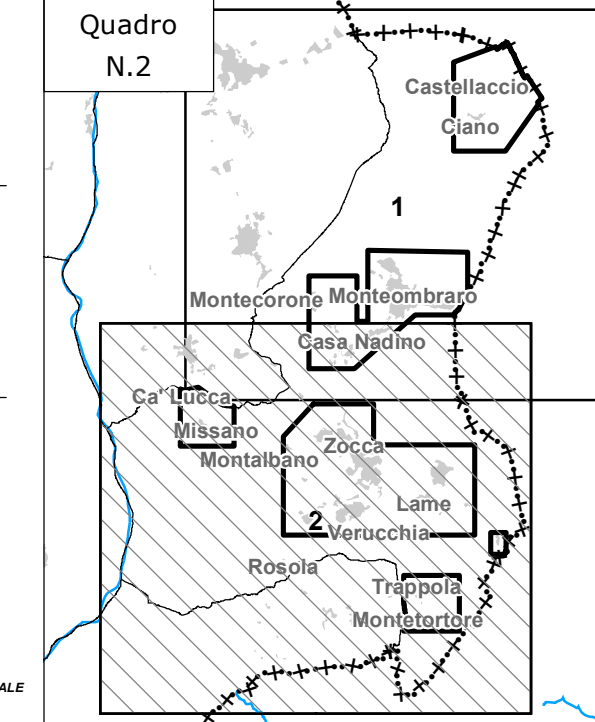 Quadro
N.2
Castellaccio
Ciano
1
Montecorone
Monteombraro
Casa Nadino
Ca' Lucca
Missano
Montalbano
Zocca
Lame
2
Verucchia
Rosola
Trappola
Montetortore
ALE